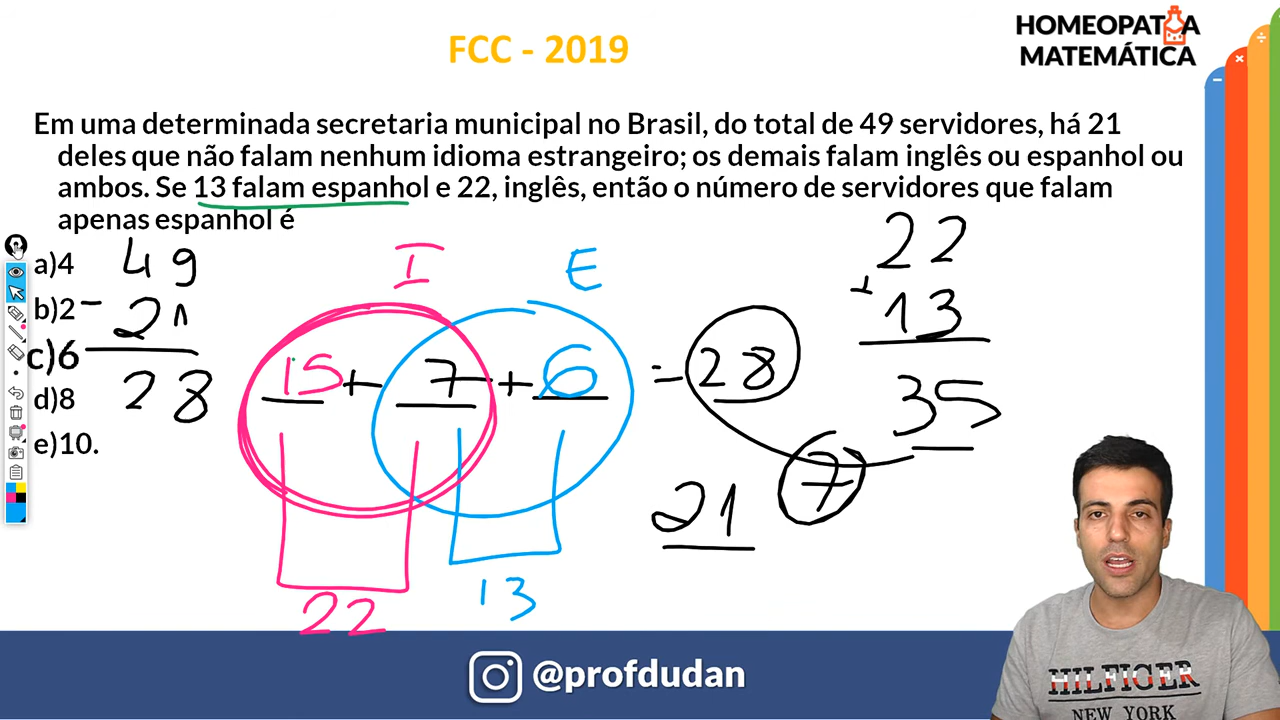 FCC - 2019
HOMEOPATIA
MATEMÁTICA
Em uma determinada secretaria municipal no Brasil, do total de 49 servidores, há 21
deles que não falam nenhum idioma estrangeiro; os demais falam inglês ou espanhol ou
ambos. Se 13 falam espanhol e 22, inglês, então o número de servidores que falam
apenas espanhol é
a)4
b)2
c)6
d)8
e)10.
49
- 21
28
I
E
15 + 7 + 6 = 28
22
13
22
+ 13
35
7
21
@profdudan
HILFIGER
NEW YORK